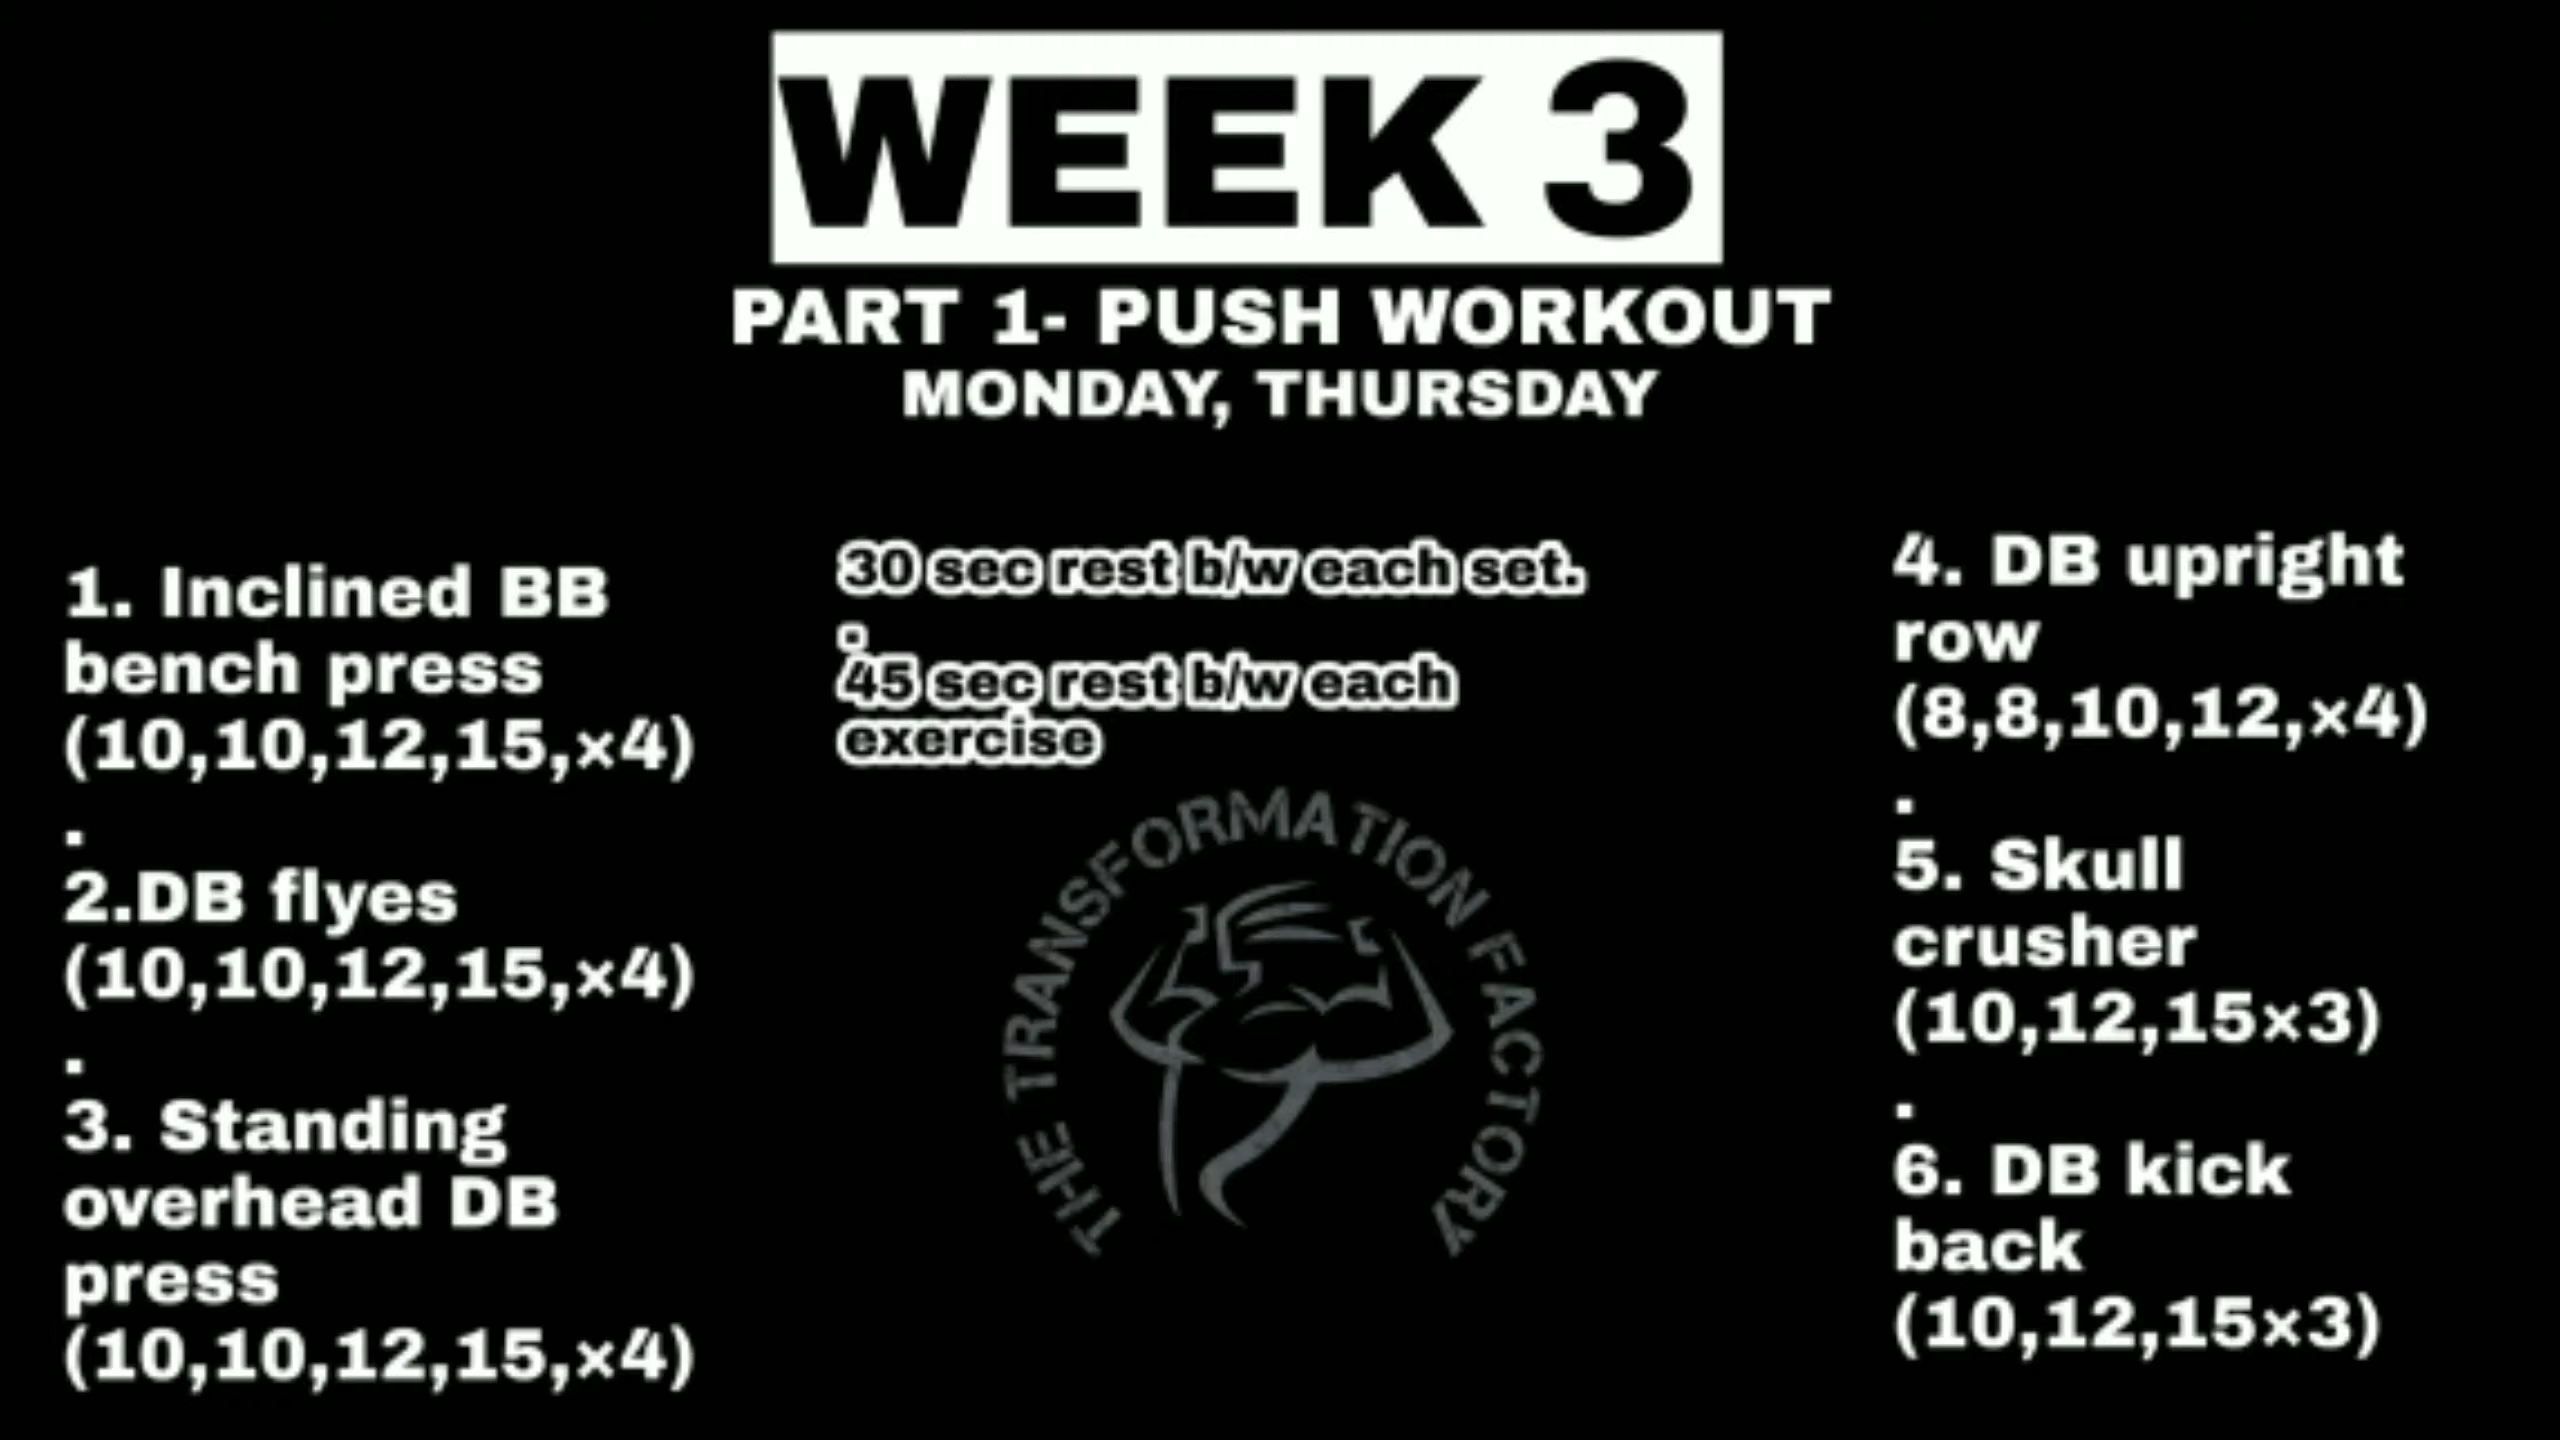 WEEK 3
PART 1- PUSH WORKOUT
MONDAY, THURSDAY
1. Inclined BB
bench press
(10,10,12,15,×4)
.
2.DB flyes
(10,10,12,15,×4)
.
3. Standing
overhead DB
press
(10,10,12,15,×4)
30 sec rest b/w each set.
.
45 sec rest b/w each
exercise
THE TRANSFORMATION FACTORY
4. DB upright
row
(8,8,10,12,×4)
.
5. Skull
crusher
(10,12,15×3)
.
6. DB kick
back
(10,12,15×3)